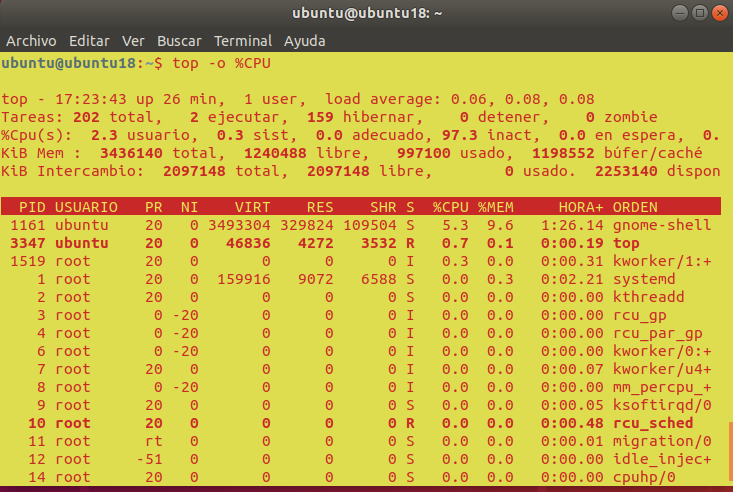 ubuntu@ubuntu18: ~
Archivo Editar Ver Buscar Terminal Ayuda
ubuntu@ubuntu18:~$ top -o %CPU
top - 17:23:43 up 26 min,  1 user,  load average: 0.06, 0.08, 0.08
Tareas: 202 total,   2 ejecutar, 159 hibernar,    0 detener,    0 zombie
%Cpu(s):  2.3 usuario,  0.3 sist,  0.0 adecuado, 97.3 inact,  0.0 en espera,  0.
KiB Mem :  3436140 total,  1240488 libre,   997100 usado,  1198552 búfer/caché
KiB Intercambio:  2097148 total,  2097148 libre,        0 usado.  2253140 dispon
PID USUARIO PR NI VIRT RES SHR S %CPU %MEM HORA+ ORDEN
1161 ubuntu 20 0 3493304 329824 109504 S 5.3 9.6 1:26.14 gnome-shell
3347 ubuntu 20 0 46836 4272 3532 R 0.7 0.1 0:00.19 top
1519 root 20 0 0 0 0 I 0.3 0.0 0:00.31 kworker/1:+
1 root 20 0 159916 9072 6588 S 0.0 0.3 0:02.21 systemd
2 root 20 0 0 0 0 S 0.0 0.0 0:00.00 kthreadd
3 root 0 -20 0 0 0 I 0.0 0.0 0:00.00 rcu_gp
4 root 0 -20 0 0 0 I 0.0 0.0 0:00.00 rcu_par_gp
6 root 0 -20 0 0 0 I 0.0 0.0 0:00.00 kworker/0:+
7 root 20 0 0 0 0 I 0.0 0.0 0:00.07 kworker/u4+
8 root 0 -20 0 0 0 I 0.0 0.0 0:00.00 mm_percpu_+
9 root 20 0 0 0 0 S 0.0 0.0 0:00.05 ksoftirqd/0
10 root 20 0 0 0 0 R 0.0 0.0 0:00.48 rcu_sched
11 root rt 0 0 0 0 S 0.0 0.0 0:00.01 migration/0
12 root -51 0 0 0 0 S 0.0 0.0 0:00.00 idle_injec+
14 root 20 0 0 0 0 S 0.0 0.0 0:00.00 cpuhp/0